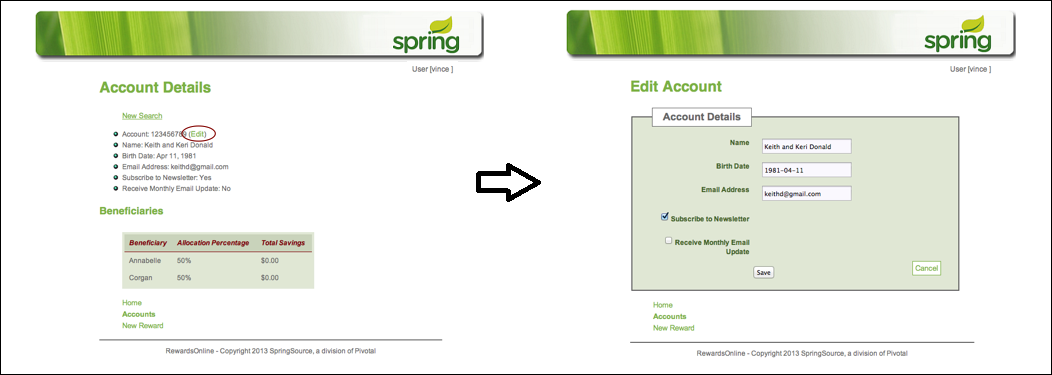 spring
User [vince ]
Account Details
New Search
Account: 123456789 (Edit)
Name: Keith and Keri Donald
Birth Date: Apr 11, 1981
Email Address: keithd@gmail.com
Subscribe to Newsletter: Yes
Receive Monthly Email Update: No
Beneficiaries
Beneficiary Allocation Percentage Total Savings
Annabelle 50% $0.00
Corgan 50% $0.00
Home
Accounts
New Reward
RewardsOnline - Copyright 2013 SpringSource, a division of Pivotal
spring
User [vince ]
Edit Account
Account Details
Name Keith and Keri Donald
Birth Date 1981-04-11
Email Address keithd@gmail.com
Subscribe to Newsletter
Receive Monthly Email
Update
Save
Cancel
Home
Accounts
New Reward
RewardsOnline - Copyright 2013 SpringSource, a division of Pivotal